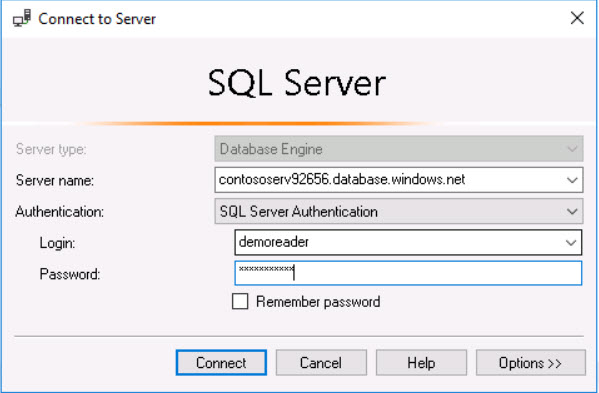 Connect to Server
SQL Server
Server type: Database Engine
Server name: contososerv92656.database.windows.net
Authentication: SQL Server Authentication
Login: demoreader
Password: ***********
Remember password
Connect Cancel Help Options >>